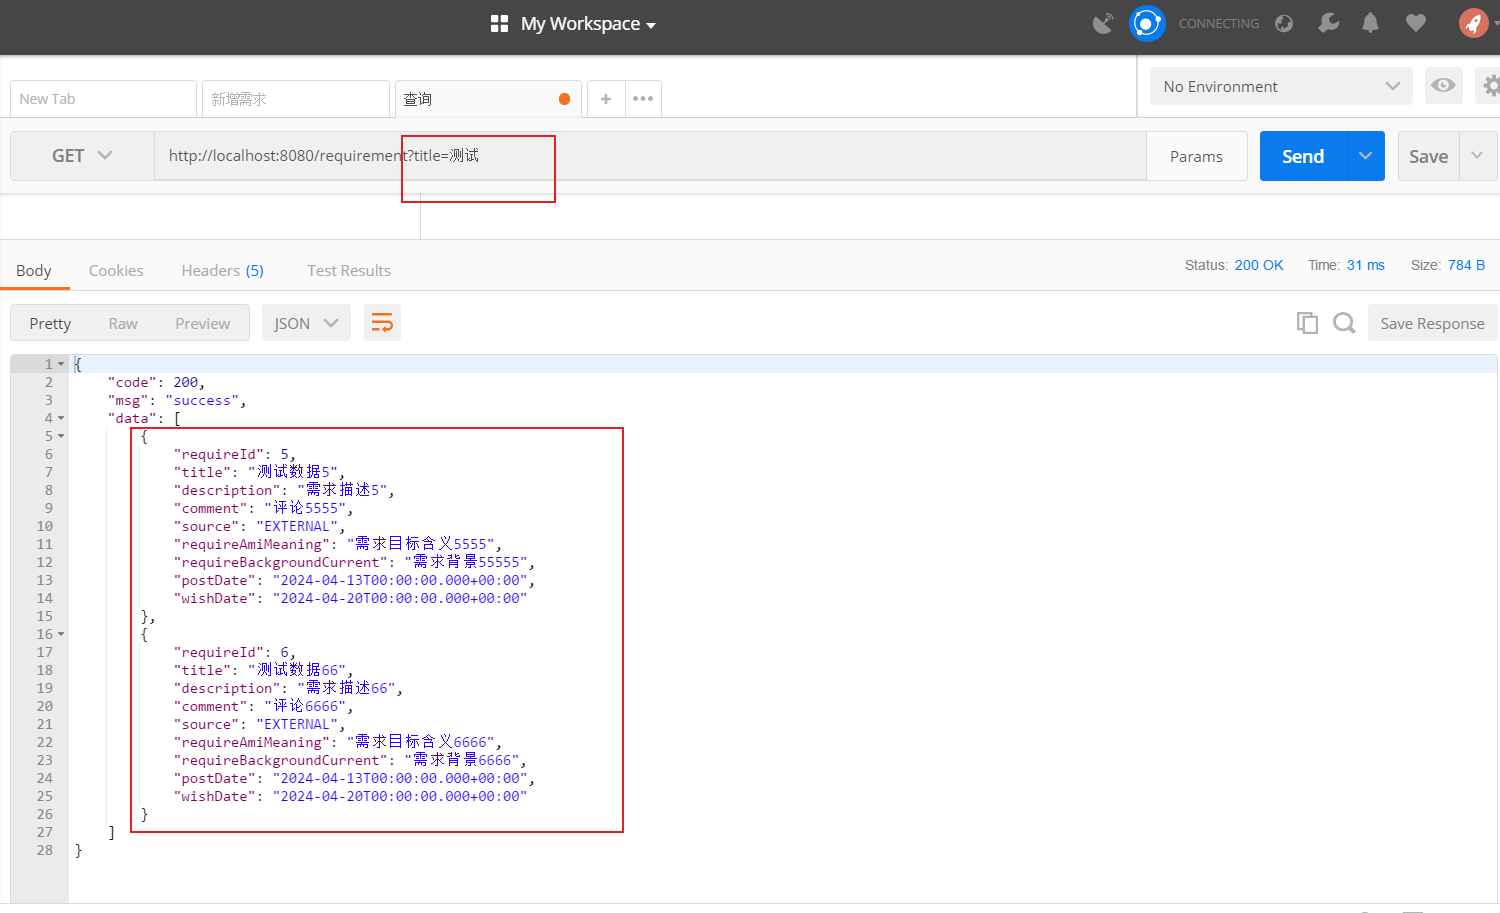 My Workspace
CONNECTING
New Tab
新增需求
查询
No Environment
GET
http://localhost:8080/requirement?title=测试
Params
Send
Save
Body
Cookies
Headers (5)
Test Results
Status: 200 OK
Time: 31 ms
Size: 784 B
Pretty
Raw
Preview
JSON
Save Response
1 {
2 "code": 200,
3 "msg": "success",
4 "data": [
5 {
6 "requireId": 5,
7 "title": "测试数据5",
8 "description": "需求描述5",
9 "comment": "评论5555",
10 "source": "EXTERNAL",
11 "requireAmiMeaning": "需求目标含义5555",
12 "requireBackgroundCurrent": "需求背景55555",
13 "postDate": "2024-04-13T00:00:00.000+00:00",
14 "wishDate": "2024-04-20T00:00:00.000+00:00"
15 },
16 {
17 "requireId": 6,
18 "title": "测试数据66",
19 "description": "需求描述66",
20 "comment": "评论6666",
21 "source": "EXTERNAL",
22 "requireAmiMeaning": "需求目标含义6666",
23 "requireBackgroundCurrent": "需求背景6666",
24 "postDate": "2024-04-13T00:00:00.000+00:00",
25 "wishDate": "2024-04-20T00:00:00.000+00:00"
26 }
27 ]
28 }